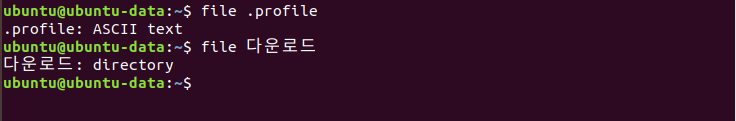 ubuntu@ubuntu-data:~$ file .profile
.profile: ASCII text
ubuntu@ubuntu-data:~$ file 다운로드
다운로드: directory
ubuntu@ubuntu-data:~$